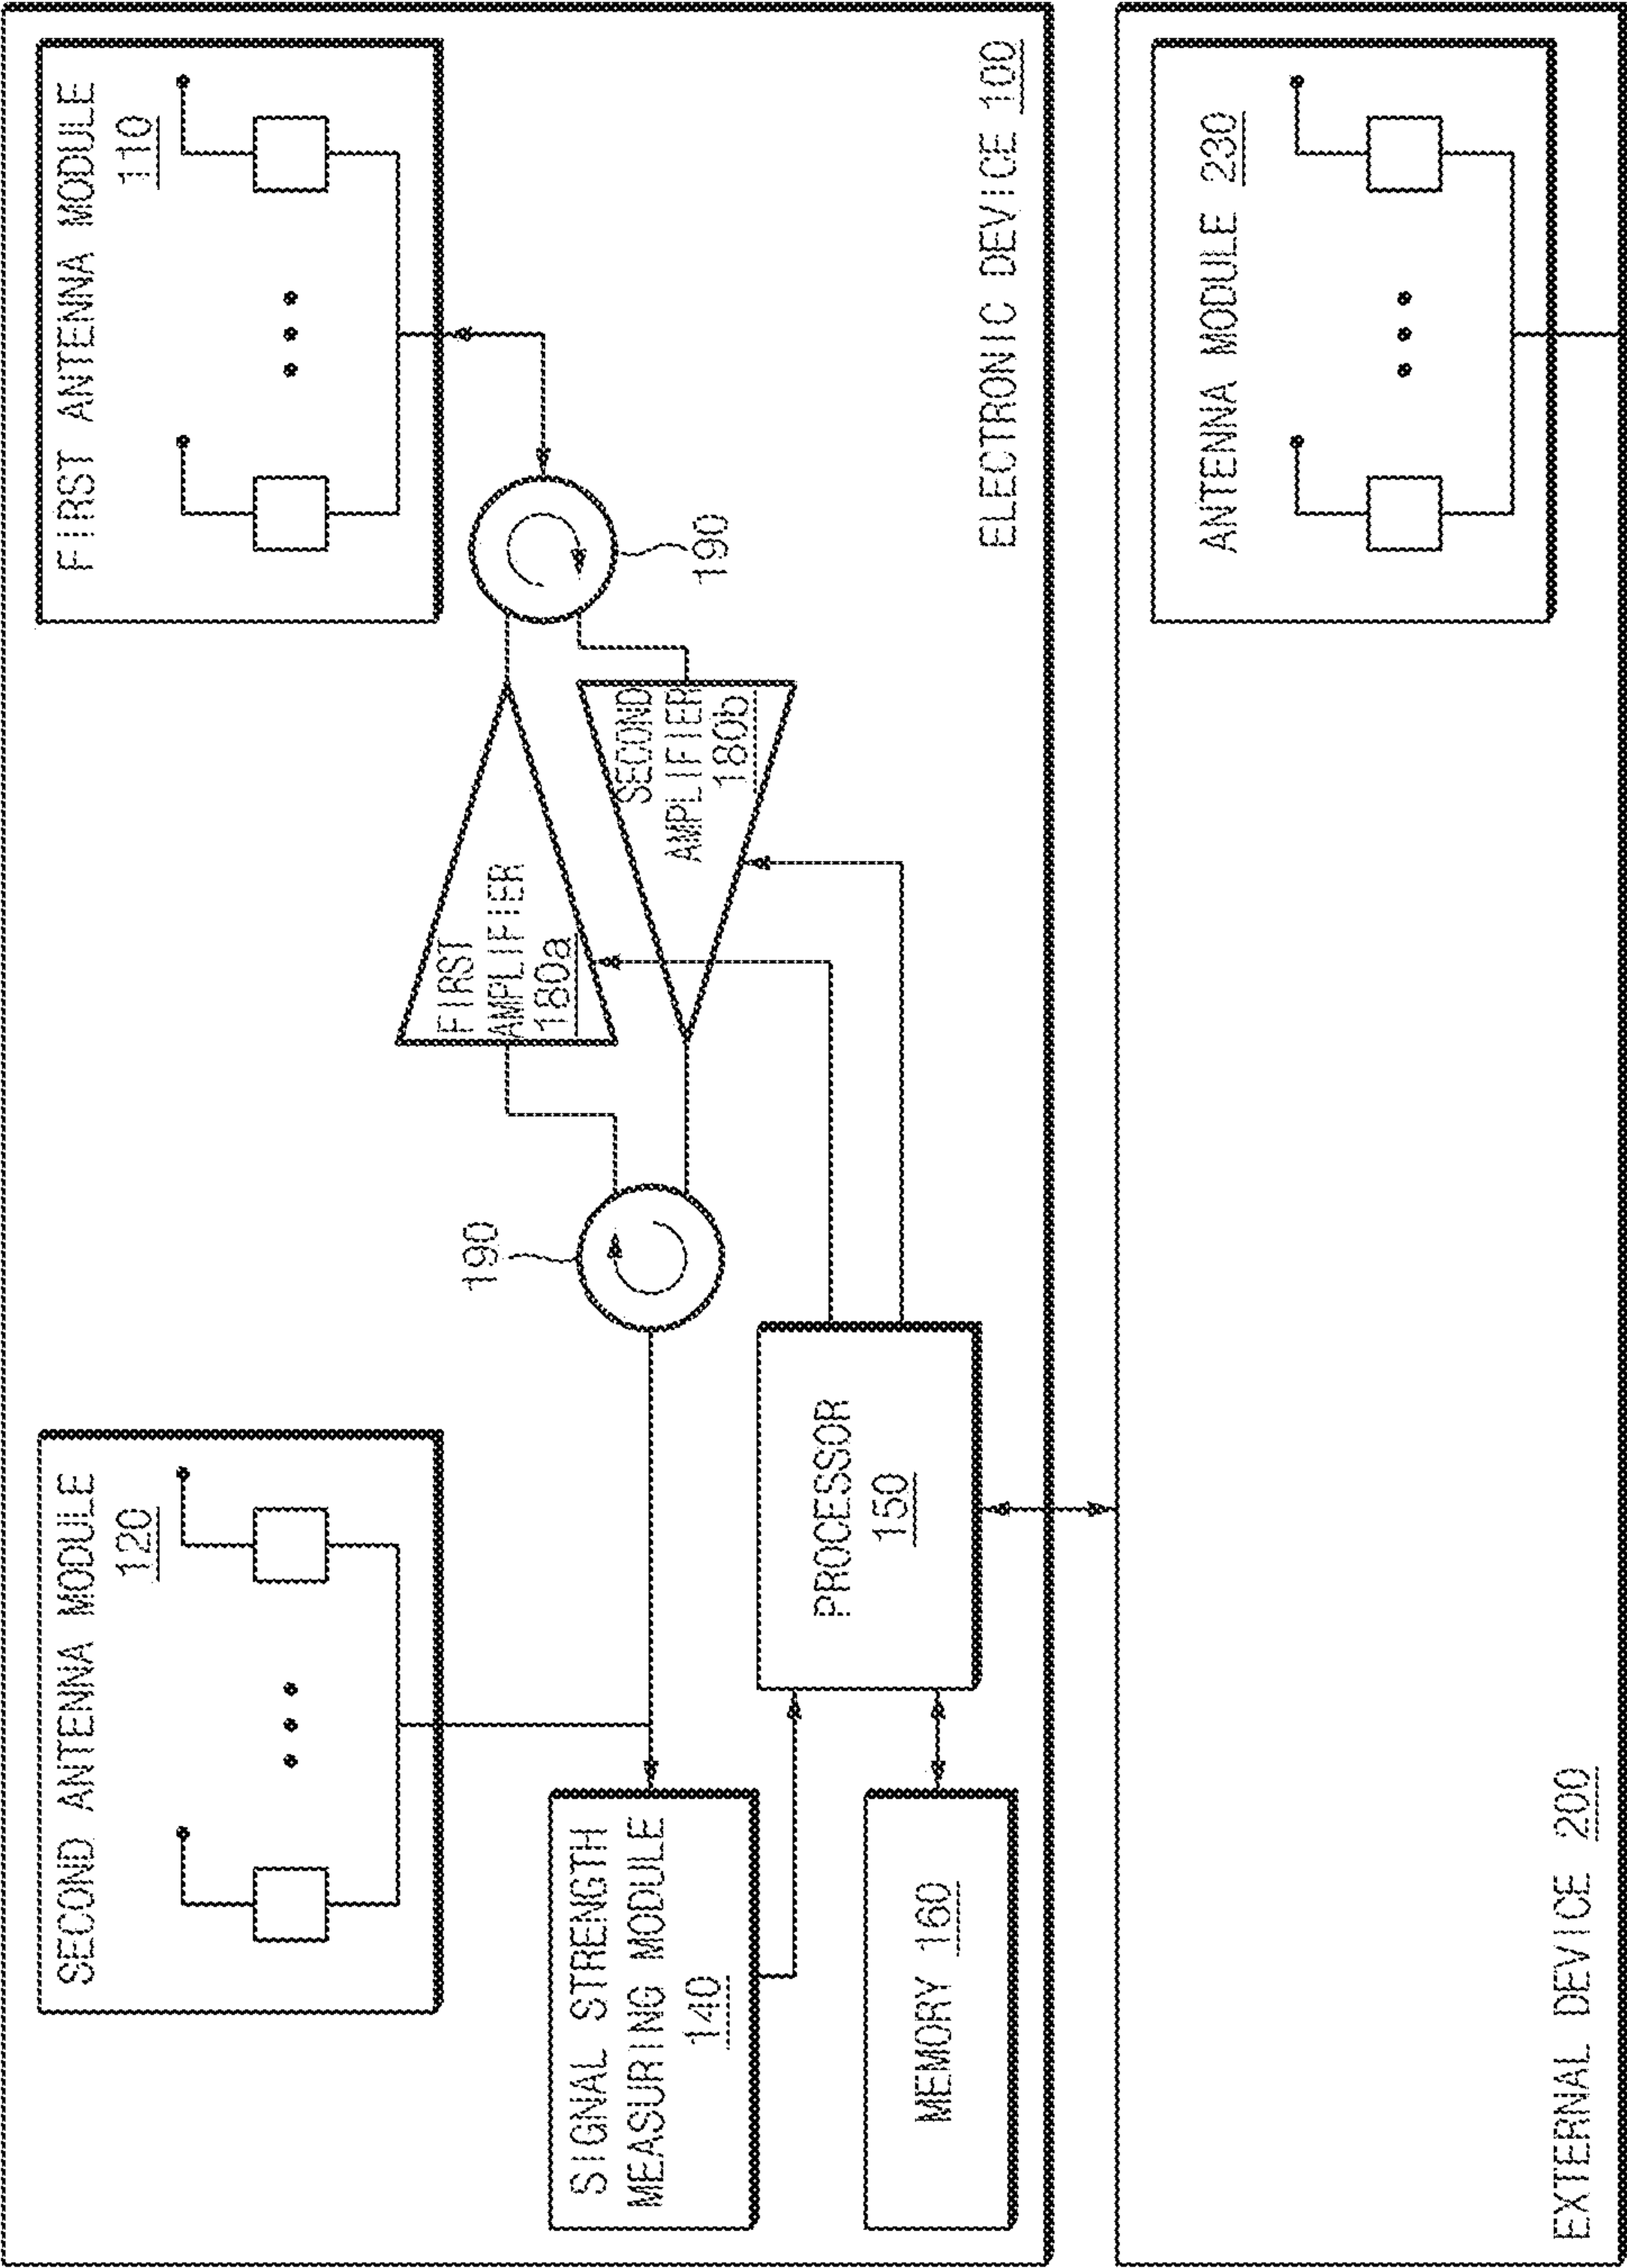 SECOND ANTENNA MODULE
120
FIRST ANTENNA MODULE
110
190
FIRST
AMPLIFIER
180a
SECOND
AMPLIFIER
180b
190
SIGNAL STRENGTH
MEASURING MODULE
140
PROCESSOR
150
MEMORY 160
ELECTRONIC DEVICE 100
ANTENNA MODULE 230
EXTERNAL DEVICE 200